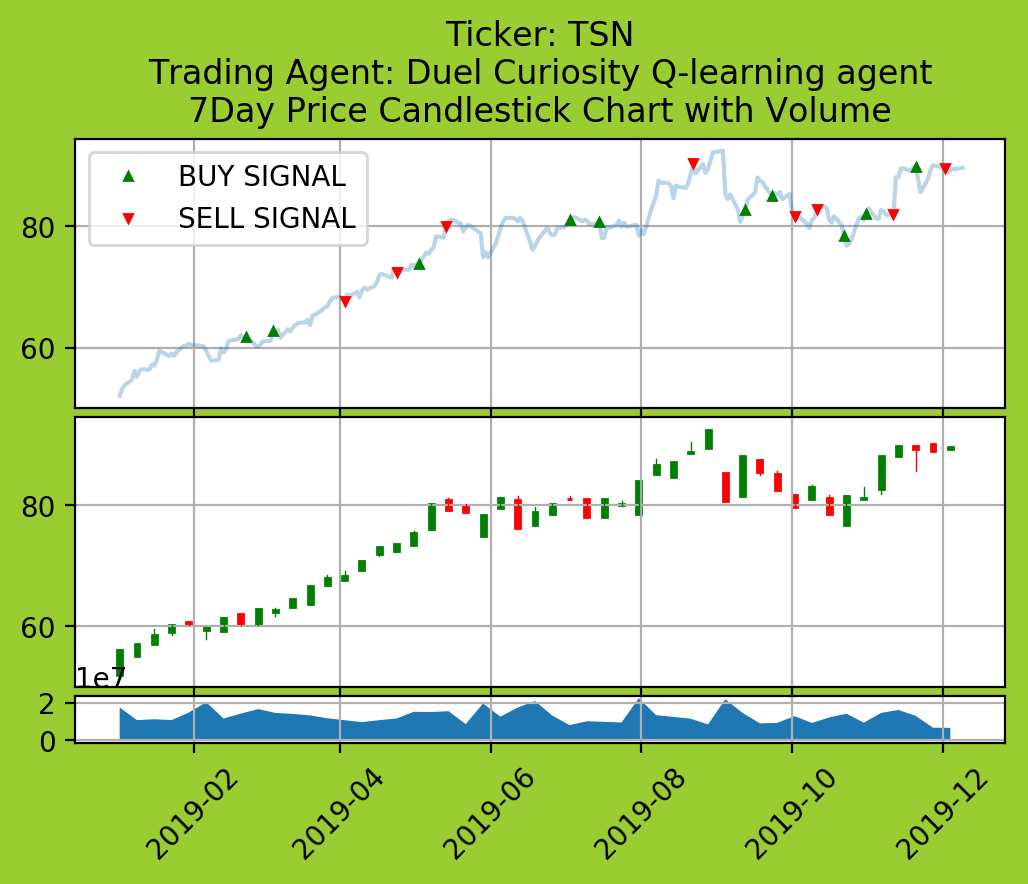 Ticker: TSN
Trading Agent: Duel Curiosity Q-learning agent
7Day Price Candlestick Chart with Volume
BUY SIGNAL
SELL SIGNAL
80
60
80
60
1e7
2
0
2019-02
2019-04
2019-06
2019-08
2019-10
2019-12